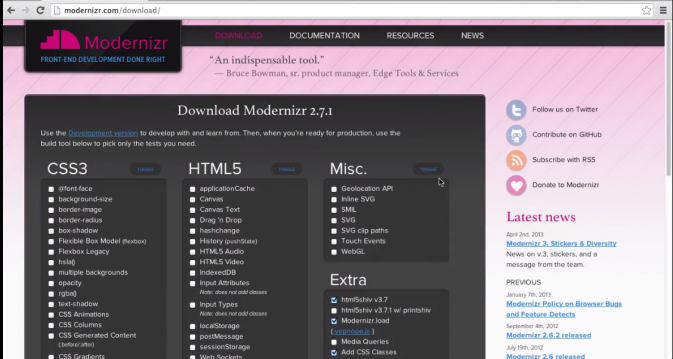 modernizr.com/download/
Modernizr
FRONT-END DEVELOPMENT DONE RIGHT
DOWNLOAD
DOCUMENTATION
RESOURCES
NEWS
“An indispensable tool.”
— Bruce Bowman, sr. product manager, Edge Tools & Services
Download Modernizr 2.7.1
Use the Development version to develop with and learn from. Then, when you're ready for production, use the
build tool below to pick only the tests you need.
CSS3
TOGGLE
@font-face
background-size
border-image
border-radius
box-shadow
Flexible Box Model (flexbox)
Flexbox Legacy
hsla()
multiple backgrounds
opacity
rgba()
text-shadow
CSS Animations
CSS Columns
CSS Generated Content
(:before/:after)
CSS Gradients
HTML5
TOGGLE
applicationCache
Canvas
Canvas Text
Drag 'n Drop
hashchange
History (pushState)
HTML5 Audio
HTML5 Video
IndexedDB
Input Attributes
Note: does not add classes
Input Types
Note: does not add classes
localStorage
postMessage
sessionStorage
Web Sockets
Misc.
TOGGLE
Geolocation API
Inline SVG
SMIL
SVG
SVG clip paths
Touch Events
WebGL
Extra
html5shiv v3.7
html5shiv v3.7.1 w/ printshiv
Modernizr.load
( yepnope.js )
Media Queries
Add CSS Classes
Follow us on Twitter
Contribute on GitHub
Subscribe with RSS
Donate to Modernizr
Latest news
April 2nd, 2013
Modernizr 3, Stickers & Diversity
News on v.3, stickers, and a
message from the team.
PREVIOUS
January 7th, 2013
Modernizr Policy on Browser Bugs
and Feature Detects
September 4th, 2012
Modernizr 2.6.2 released
July 19th, 2012
Modernizr 2.6 released